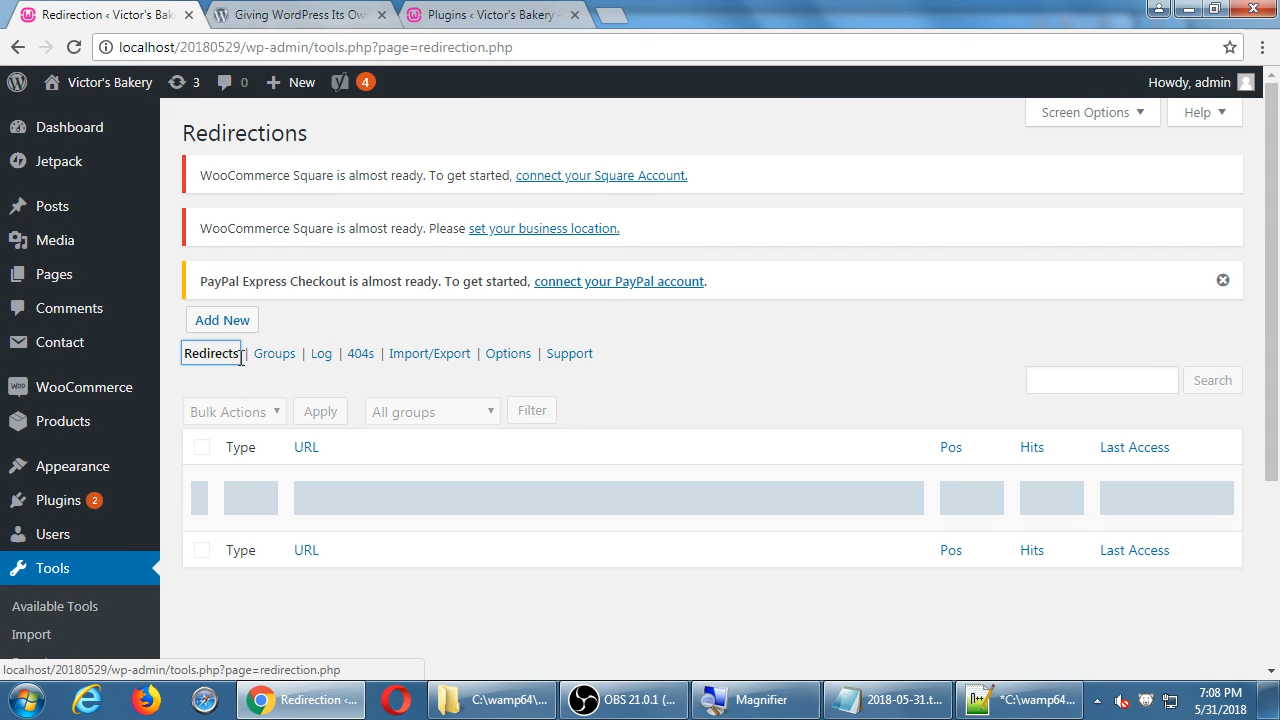 Redirection ‹ Victor's Bak
Giving WordPress Its Ow
Plugins ‹ Victor's Bakery -
localhost/20180529/wp-admin/tools.php?page=redirection.php
Victor's Bakery
3
0
New
4
Howdy, admin
Dashboard
Jetpack
Posts
Media
Pages
Comments
Contact
WooCommerce
Products
Appearance
Plugins 2
Users
Tools
Available Tools
Import
Screen Options
Help
Redirections
WooCommerce Square is almost ready. To get started, connect your Square Account.
WooCommerce Square is almost ready. Please set your business location.
PayPal Express Checkout is almost ready. To get started, connect your PayPal account.
Add New
Redirects | Groups | Log | 404s | Import/Export | Options | Support
Search
Bulk Actions
Apply
All groups
Filter
Type URL Pos Hits Last Access
Type URL Pos Hits Last Access
localhost/20180529/wp-admin/tools.php?page=redirection.php
Redirection ‹...
C:\wamp64\...
OBS 21.0.1 (...
Magnifier
2018-05-31.t...
*C:\wamp64...
7:08 PM
5/31/2018